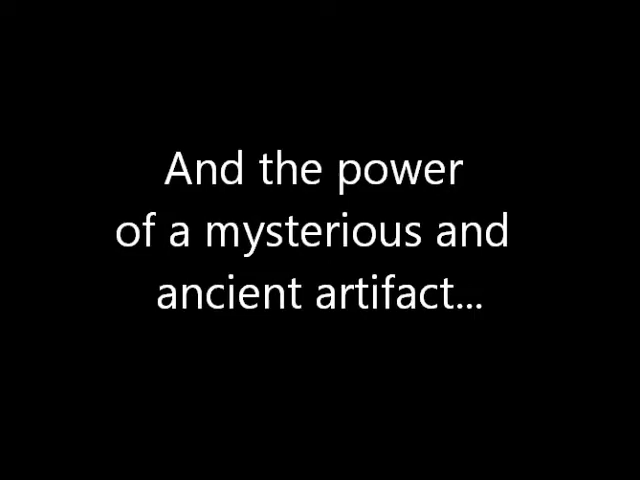 And the power
of a mysterious and
ancient artifact...